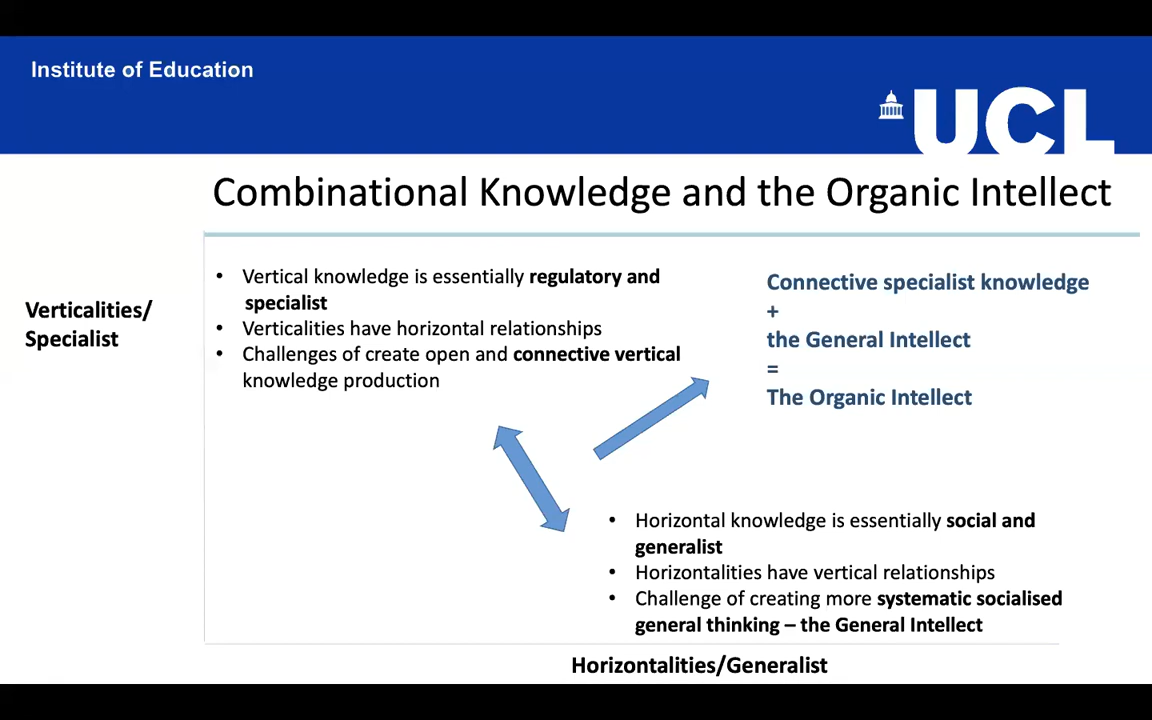 Institute of Education
UCL
Combinational Knowledge and the Organic Intellect
Verticalities/
Specialist
• Vertical knowledge is essentially regulatory and
specialist
• Verticalities have horizontal relationships
• Challenges of create open and connective vertical
knowledge production
Connective specialist knowledge
+
the General Intellect
=
The Organic Intellect
• Horizontal knowledge is essentially social and
generalist
• Horizontalities have vertical relationships
• Challenge of creating more systematic socialised
general thinking – the General Intellect
Horizontalities/Generalist